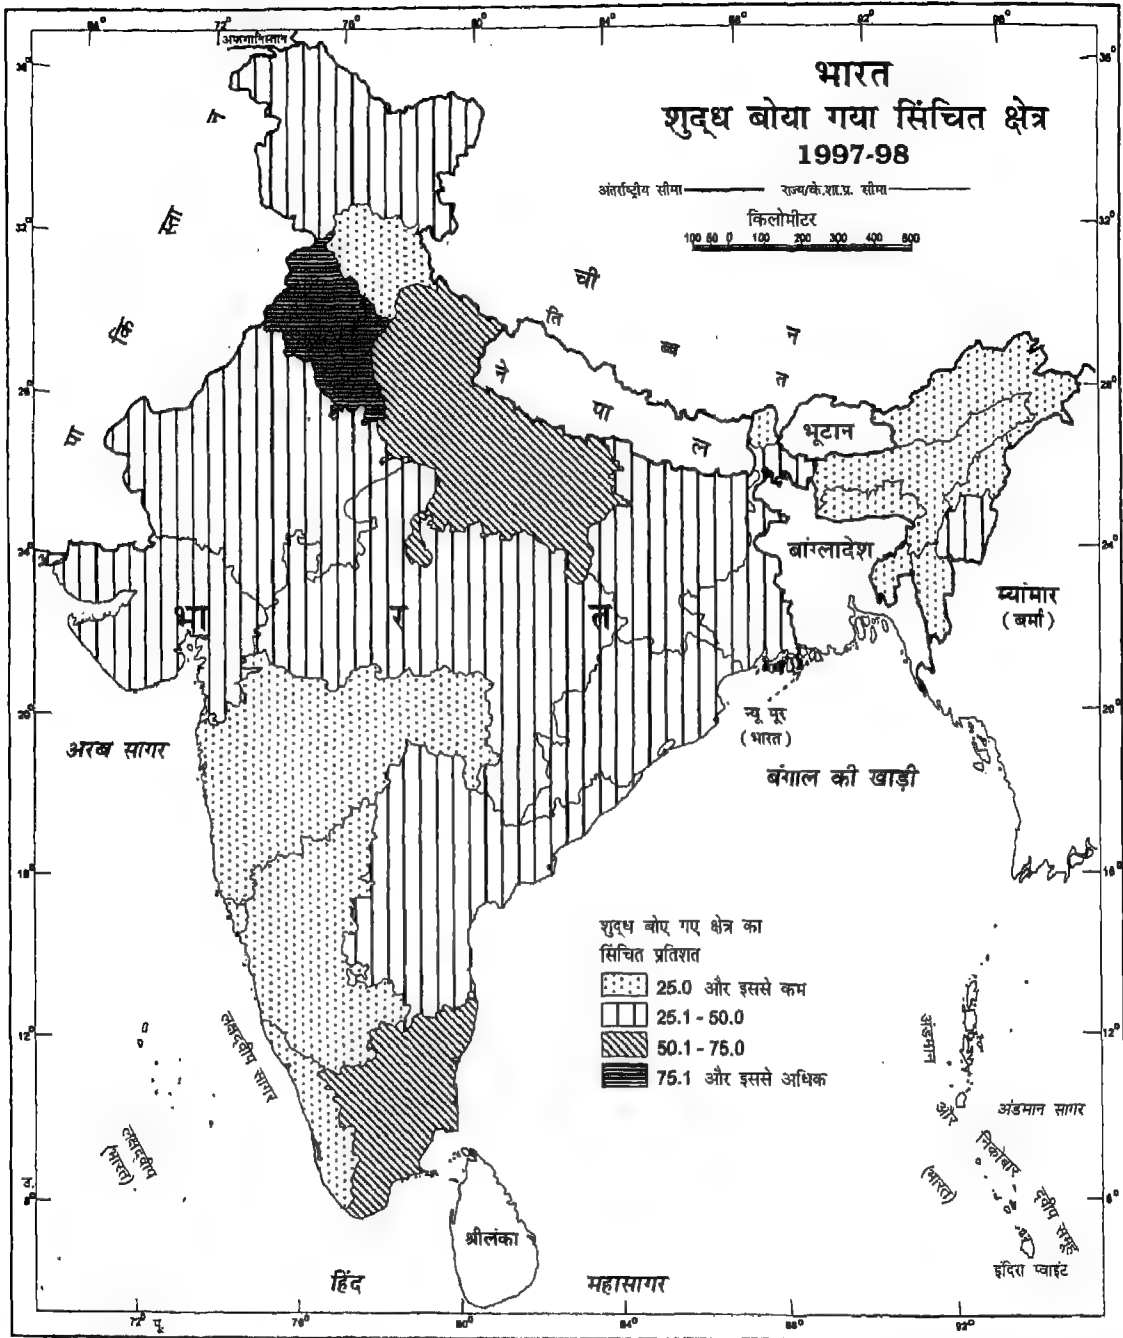 भारत
शुद्ध बोया गया सिंचित क्षेत्र
1997-98
अंतर्राष्ट्रीय सीमा राज्य/के.शा.प्र. सीमा
किलोमीटर
100 50 0 100 200 300 400 500
अफगानिस्तान
पा कि स्ता न
ची न
ति ब्ब त
ने पा ल
भूटान
बांग्लादेश
म्यांमार
(बर्मा)
भा र त
न्यू मूर
(भारत)
अरब सागर
बंगाल की खाड़ी
शुद्ध बोए गए क्षेत्र का
सिंचित प्रतिशत
25.0 और इससे कम
25.1 - 50.0
50.1 - 75.0
75.1 और इससे अधिक
लक्षद्वीप सागर
लक्षद्वीप
(भारत)
अंडमान
और
निकोबार
द्वीप समूह
(भारत)
अंडमान सागर
इंदिरा प्वाइंट
श्रीलंका
हिंद महासागर